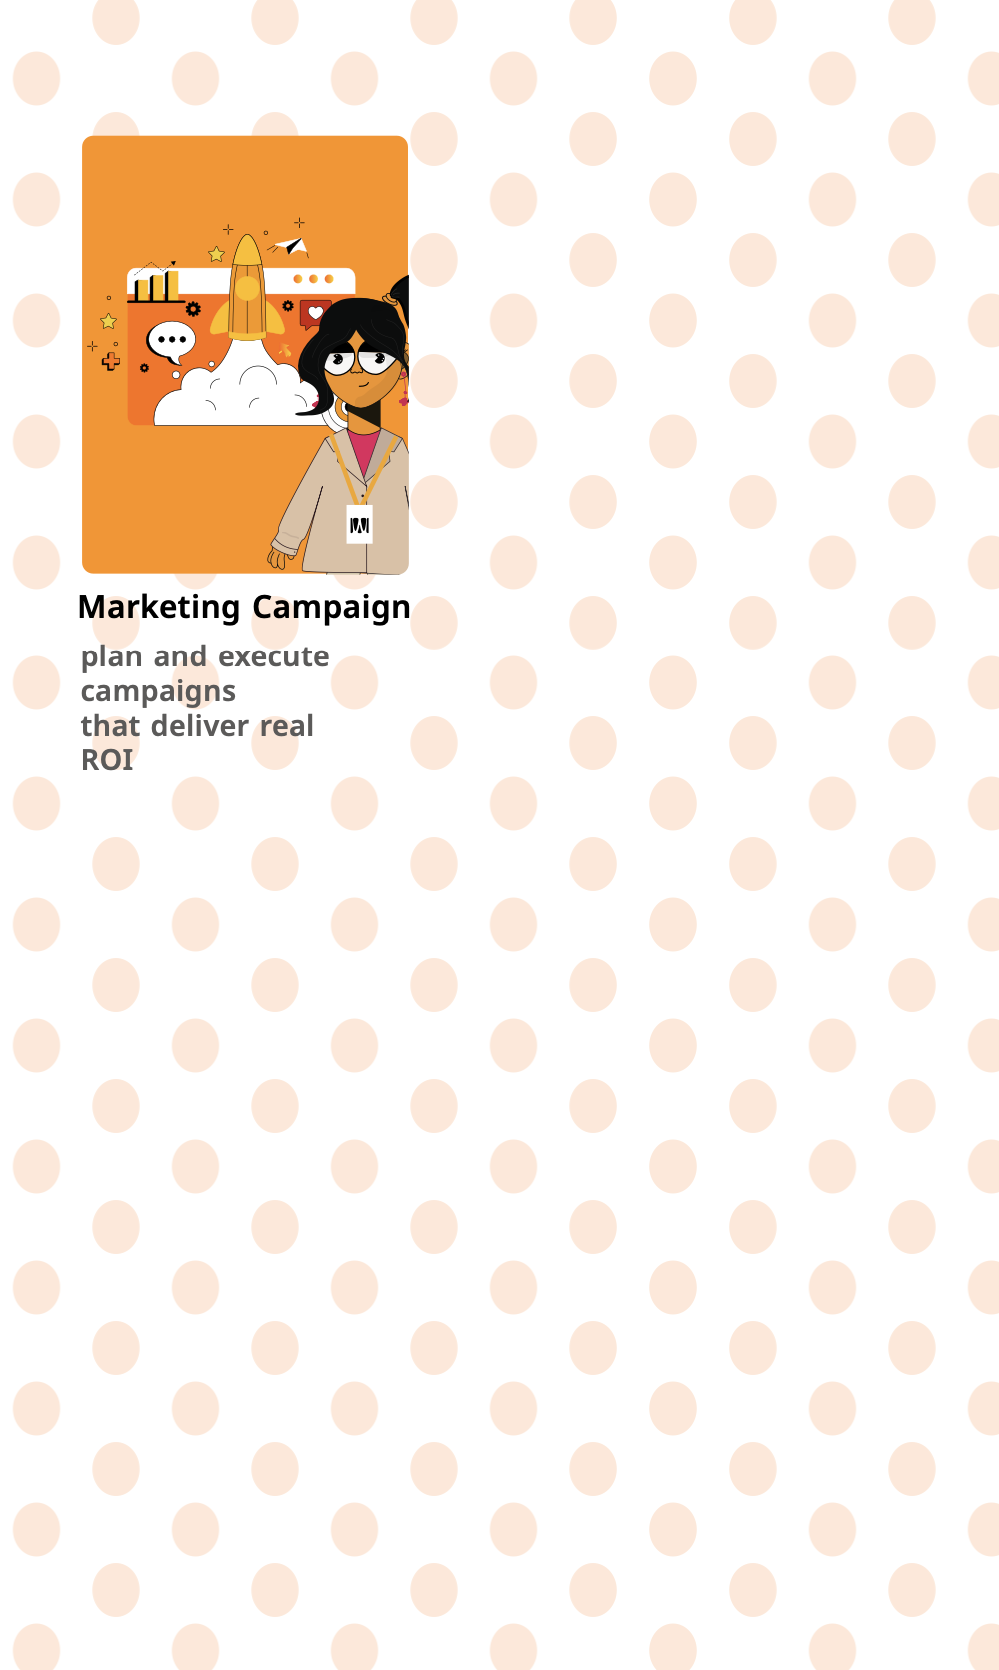 Marketing Campaign
plan and execute
campaigns
that deliver real
ROI